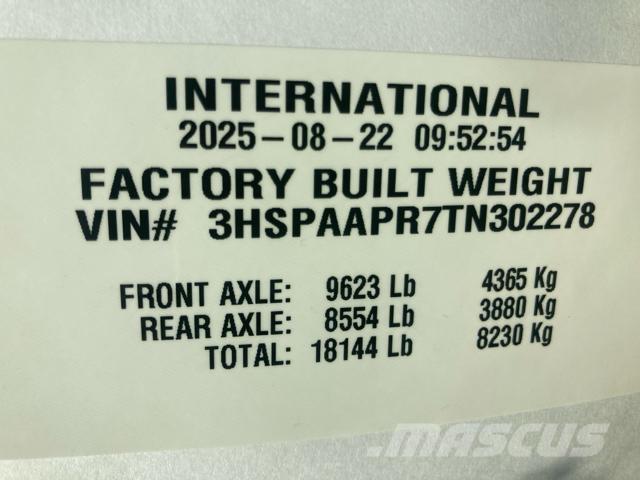 INTERNATIONAL
2025-08-22 09:52:54
FACTORY BUILT WEIGHT
VIN# 3HSPAAPR7TN302278
FRONT AXLE: 9623 Lb 4365 Kg
REAR AXLE: 8554 Lb 3880 Kg
TOTAL: 18144 Lb 8230 Kg
MASCUS